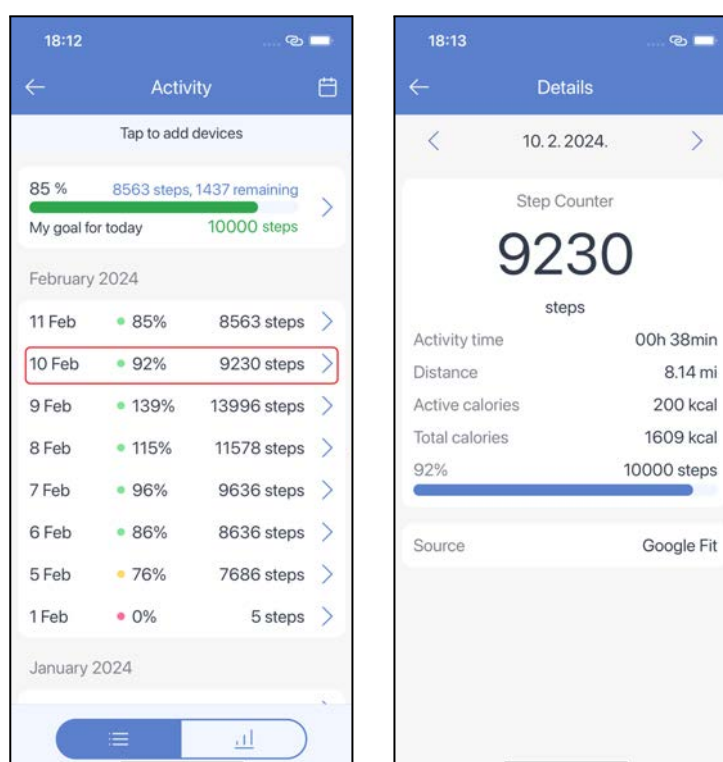 18:12
Activity
Tap to add devices
85 % 8563 steps, 1437 remaining
My goal for today 10000 steps
February 2024
11 Feb 85% 8563 steps
10 Feb 92% 9230 steps
9 Feb 139% 13996 steps
8 Feb 115% 11578 steps
7 Feb 96% 9636 steps
6 Feb 86% 8636 steps
5 Feb 76% 7686 steps
1 Feb 0% 5 steps
January 2024
18:13
Details
10. 2. 2024.
Step Counter
9230
steps
Activity time 00h 38min
Distance 8.14 mi
Active calories 200 kcal
Total calories 1609 kcal
92% 10000 steps
Source Google Fit